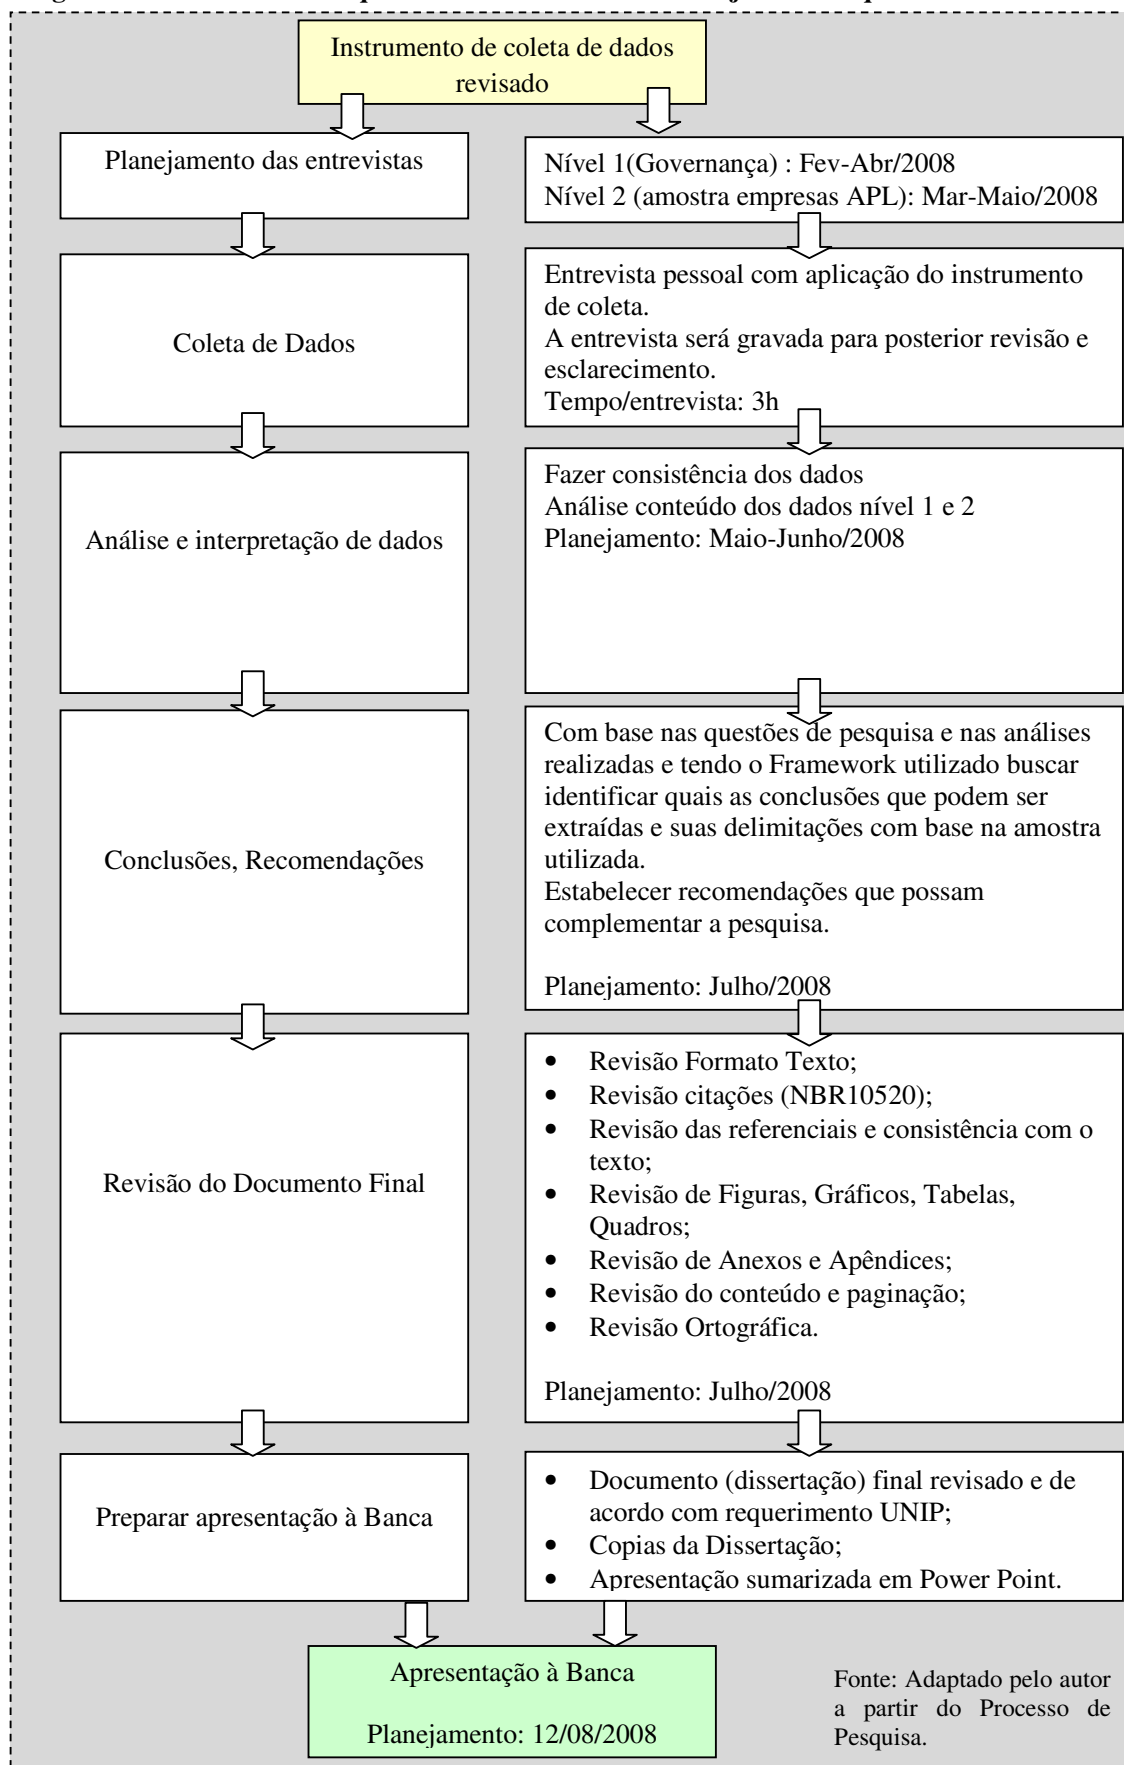 Instrumento de coleta de dados
revisado
Planejamento das entrevistas
Nível 1(Governança) : Fev-Abr/2008
Nível 2 (amostra empresas APL): Mar-Maio/2008
Coleta de Dados
Entrevista pessoal com aplicação do instrumento
de coleta.
A entrevista será gravada para posterior revisão e
esclarecimento.
Tempo/entrevista: 3h
Análise e interpretação de dados
Fazer consistência dos dados
Análise conteúdo dos dados nível 1 e 2
Planejamento: Maio-Junho/2008
Conclusões, Recomendações
Com base nas questões de pesquisa e nas análises
realizadas e tendo o Framework utilizado buscar
identificar quais as conclusões que podem ser
extraídas e suas delimitações com base na amostra
utilizada.
Estabelecer recomendações que possam
complementar a pesquisa.
Planejamento: Julho/2008
Revisão do Documento Final
• Revisão Formato Texto;
• Revisão citações (NBR10520);
• Revisão das referenciais e consistência com o
texto;
• Revisão de Figuras, Gráficos, Tabelas,
Quadros;
• Revisão de Anexos e Apêndices;
• Revisão do conteúdo e paginação;
• Revisão Ortográfica.
Planejamento: Julho/2008
Preparar apresentação à Banca
• Documento (dissertação) final revisado e de
acordo com requerimento UNIP;
• Copias da Dissertação;
• Apresentação sumarizada em Power Point.
Apresentação à Banca
Planejamento: 12/08/2008
Fonte: Adaptado pelo autor
a partir do Processo de
Pesquisa.